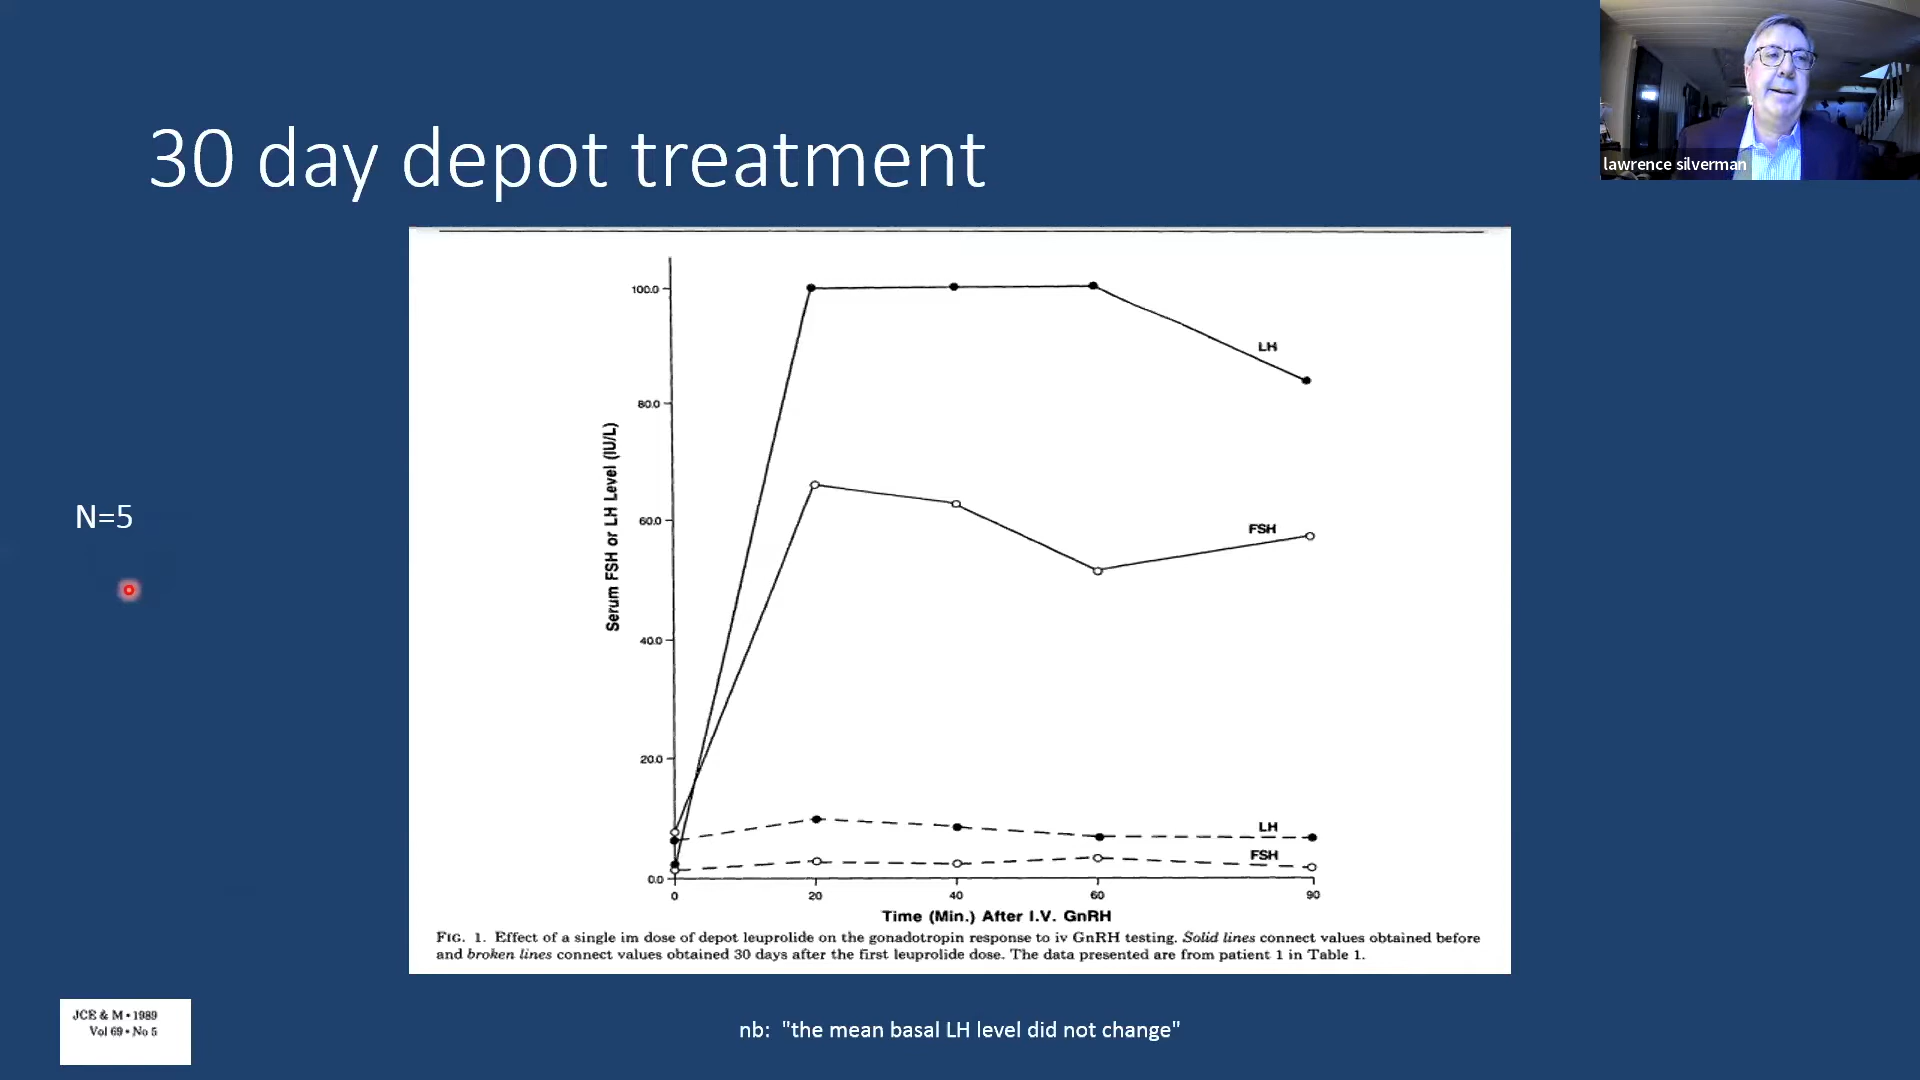 lawrence silverman
30 day depot treatment
N=5
Serum FSH or LH Level (IU/L)
100.0
80.0
60.0
40.0
20.0
0.0
LH
FSH
LH
FSH
0 20 40 60 90
Time (Min.) After I.V. GnRH
FIG. 1. Effect of a single im dose of depot leuprolide on the gonadotropin response to iv GnRH testing. Solid lines connect values obtained before
and broken lines connect values obtained 30 days after the first leuprolide dose. The data presented are from patient 1 in Table 1.
JCE & M • 1989
Vol 69 • No 5
nb: "the mean basal LH level did not change"